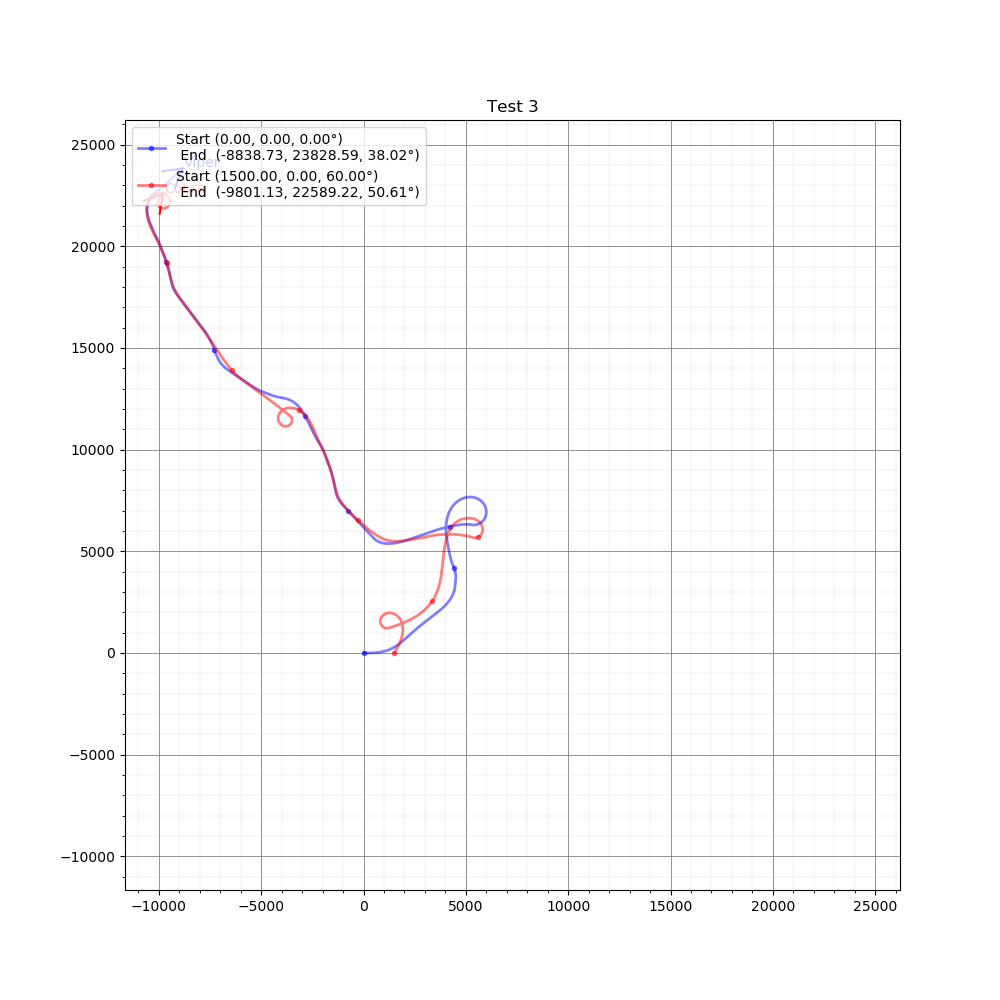 Test 3
Start (0.00, 0.00, 0.00°)
End (-8838.73, 23828.59, 38.02°)
Start (1500.00, 0.00, 60.00°)
End (-9801.13, 22589.22, 50.61°)
Viper
25000
20000
15000
10000
5000
0
−5000
−10000
−10000 −5000 0 5000 10000 15000 20000 25000